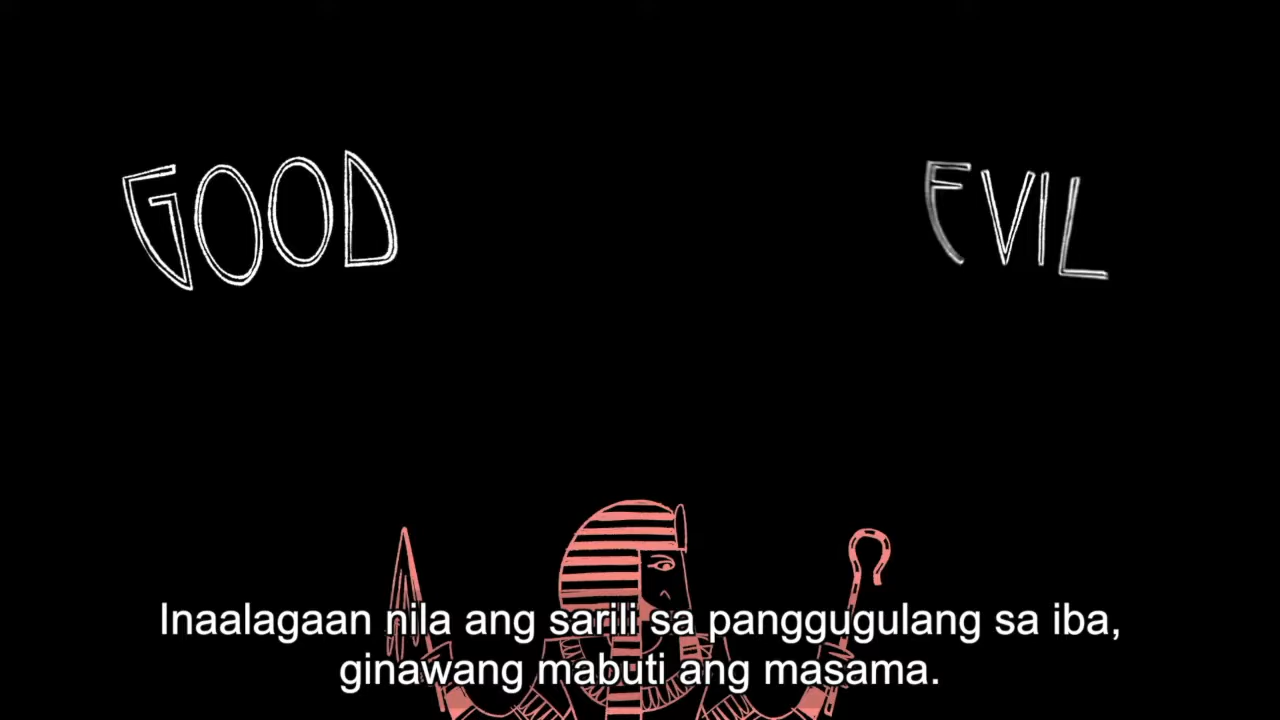 GOOD
EVIL
Inaalagaan nila ang sarili sa panggugulang sa iba,
ginawang mabuti ang masama.